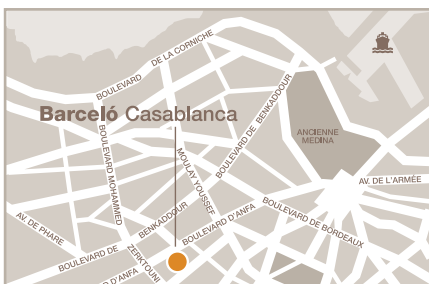 BOULEVARD DE LA CORNICHE
Barceló Casablanca
BOULEVARD DE BENKADDOUR
ANCIENNE
MEDINA
BOULEVARD MOHAMMED
ZERKTOUNI
MOULAY YOUSSEF
AV. DE L'ARMÉE
AV. DE PHARE
BOULEVARD DE BENKADDOUR
BOULEVARD D'ANFA
BOULEVARD DE BORDEAUX
D'ANFA